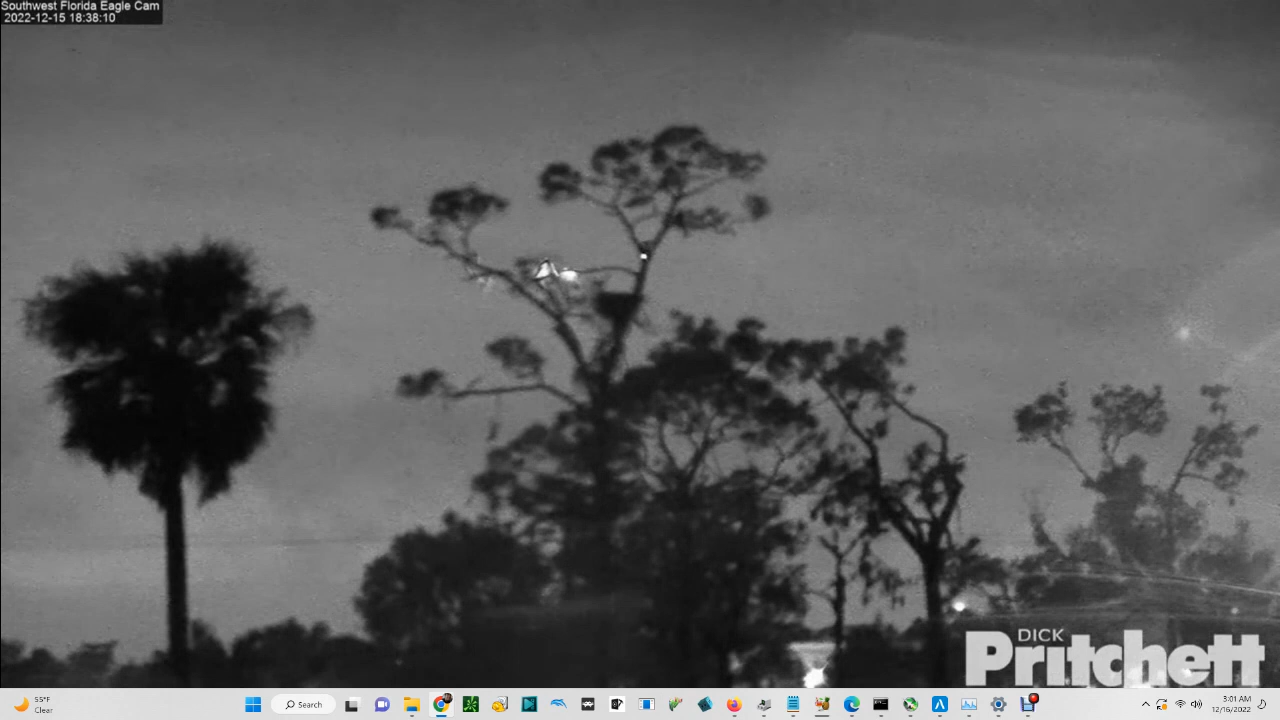 Southwest Florida Eagle Cam
2022-12-15 18:38:10
DICK
Pritchett
55°F
Clear
Search
3:01 AM
12/16/2022